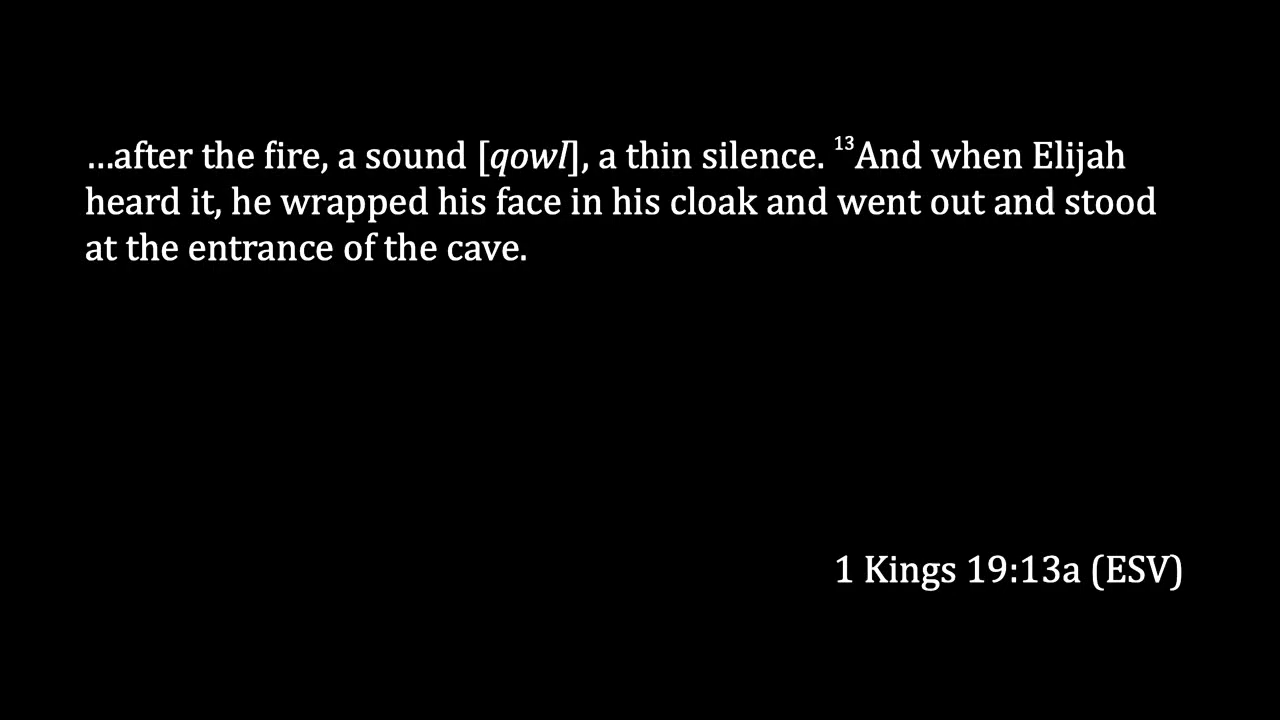 …after the fire, a sound [qowl], a thin silence. ¹³And when Elijah
heard it, he wrapped his face in his cloak and went out and stood
at the entrance of the cave.
1 Kings 19:13a (ESV)